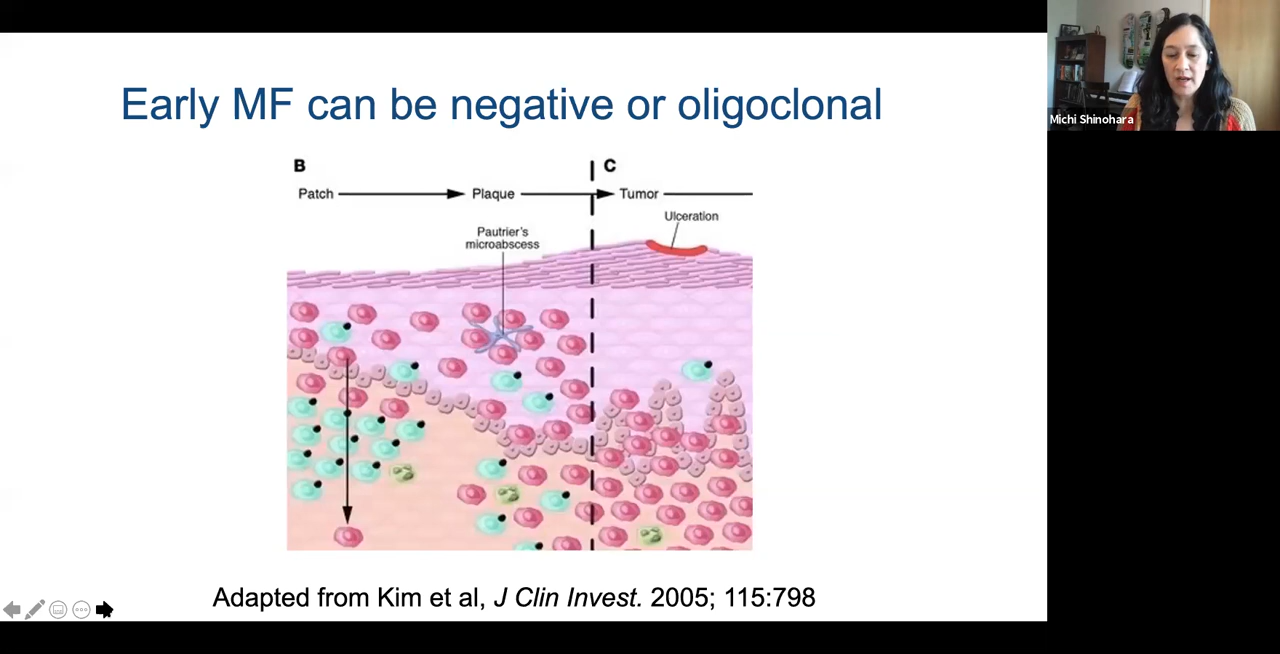 Early MF can be negative or oligoclonal
Michi Shinohara
B
C
Patch
Plaque
Tumor
Ulceration
Pautrier's
microabscess
Adapted from Kim et al, J Clin Invest. 2005; 115:798